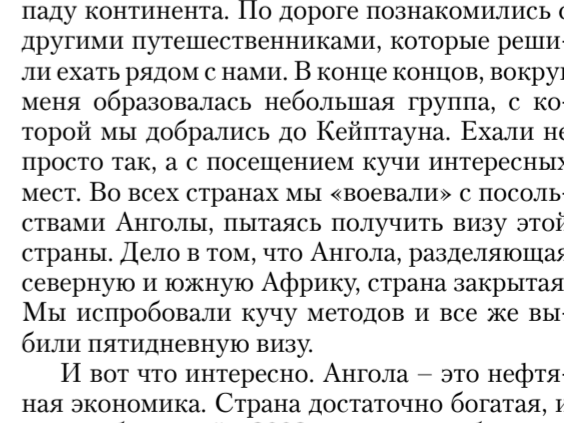 паду континента. По дороге познакомились с
другими путешественниками, которые реши-
ли ехать рядом с нами. В конце концов, вокруг
меня образовалась небольшая группа, с ко-
торой мы добрались до Кейптауна. Ехали не
просто так, а с посещением кучи интересных
мест. Во всех странах мы «воевали» с посоль-
ствами Анголы, пытаясь получить визу этой
страны. Дело в том, что Ангола, разделяющая
северную и южную Африку, страна закрытая.
Мы испробовали кучу методов и все же вы-
били пятидневную визу.
И вот что интересно. Ангола – это нефтя-
ная экономика. Страна достаточно богатая, и